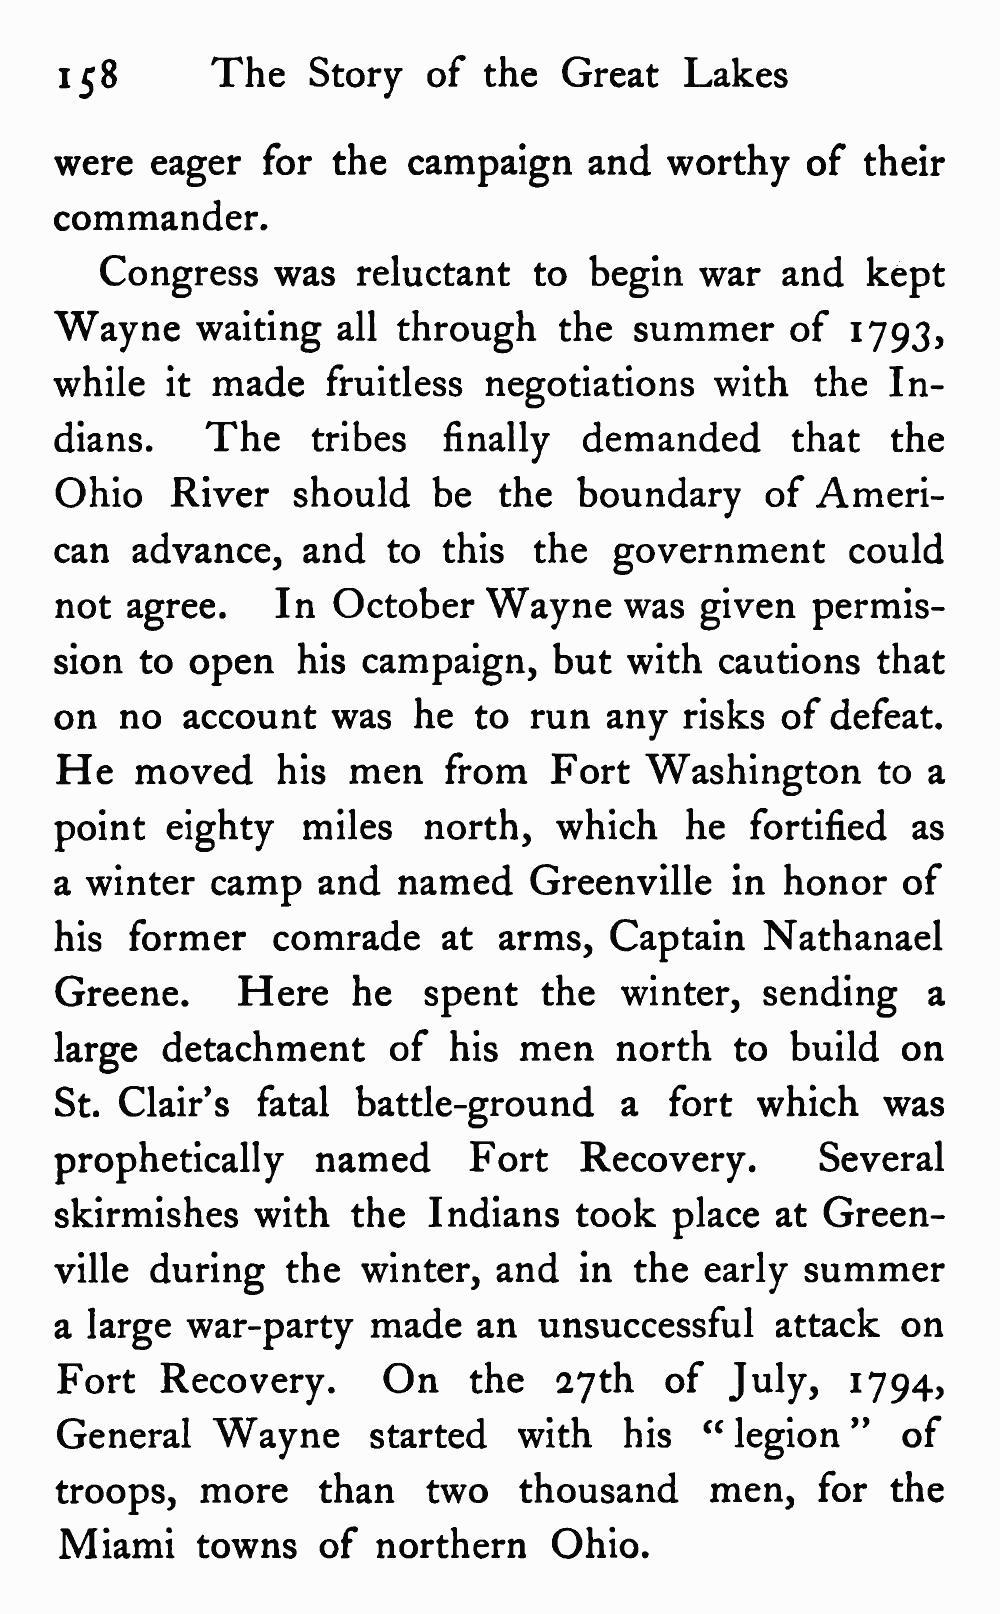 158 The Story of the Great Lakes
were eager for the campaign and worthy of their
commander.
Congress was reluctant to begin war and kept
Wayne waiting all through the summer of 1793,
while it made fruitless negotiations with the In-
dians. The tribes finally demanded that the
Ohio River should be the boundary of Ameri-
can advance, and to this the government could
not agree. In October Wayne was given permis-
sion to open his campaign, but with cautions that
on no account was he to run any risks of defeat.
He moved his men from Fort Washington to a
point eighty miles north, which he fortified as
a winter camp and named Greenville in honor of
his former comrade at arms, Captain Nathanael
Greene. Here he spent the winter, sending a
large detachment of his men north to build on
St. Clair's fatal battle-ground a fort which was
prophetically named Fort Recovery. Several
skirmishes with the Indians took place at Green-
ville during the winter, and in the early summer
a large war-party made an unsuccessful attack on
Fort Recovery. On the 27th of July, 1794,
General Wayne started with his “legion” of
troops, more than two thousand men, for the
Miami towns of northern Ohio.